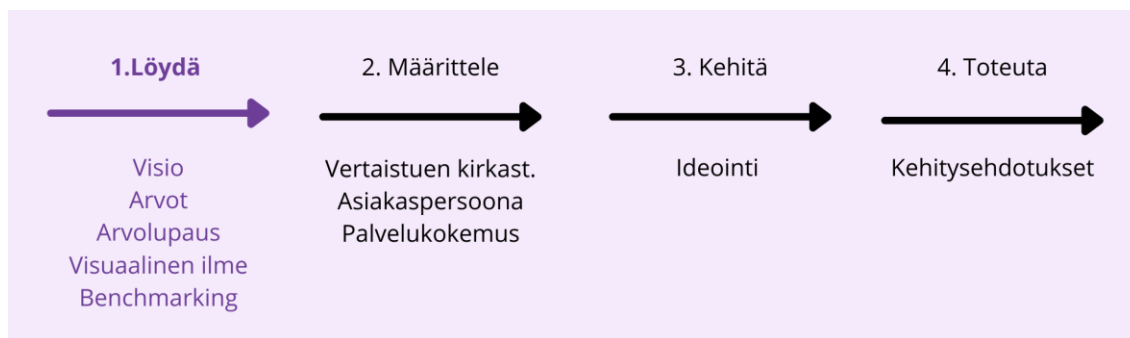 1.Löydä
Visio
Arvot
Arvolupaus
Visuaalinen ilme
Benchmarking
2. Määrittele
Vertaistuen kirkast.
Asiakaspersoona
Palvelukokemus
3. Kehitä
Ideointi
4. Toteuta
Kehitysehdotukset